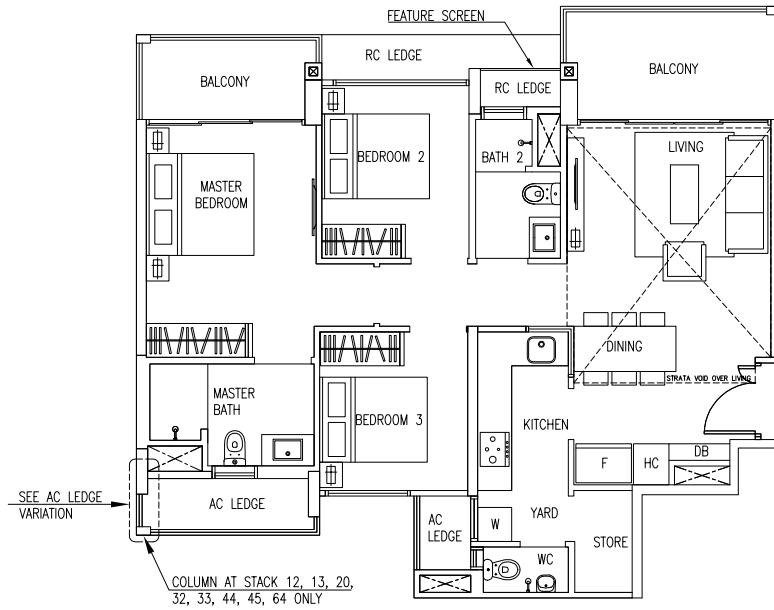 FEATURE SCREEN
RC LEDGE
BALCONY
RC LEDGE
BALCONY
BEDROOM 2
BATH 2
LIVING
MASTER
BEDROOM
DINING
STRATA VOID OVER LIVING
MASTER
BATH
BEDROOM 3
KITCHEN
F
HC
DB
SEE AC LEDGE
VARIATION
AC LEDGE
AC
LEDGE
W
YARD
STORE
WC
COLUMN AT STACK 12, 13, 20,
32, 33, 44, 45, 64 ONLY